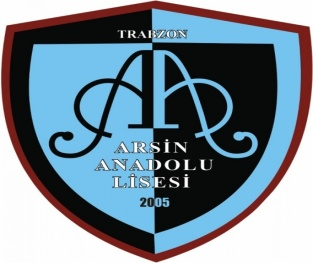 TRABZON
AA
ARSİN
ANADOLU
LİSESİ
2005